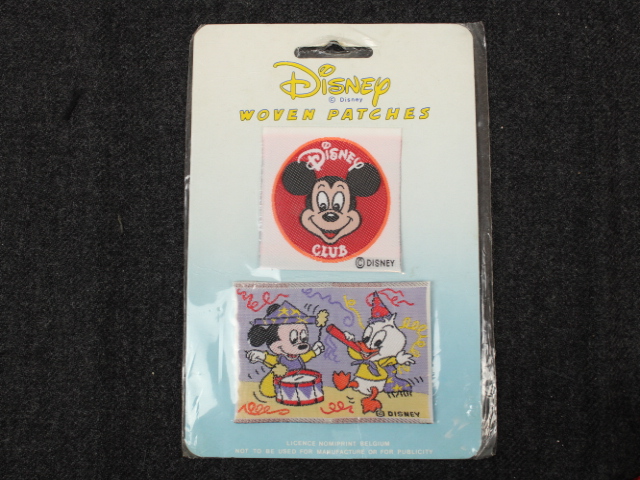 Disney
© Disney
WOVEN PATCHES
DISNEY
CLUB
© DISNEY
© DISNEY
LICENCE NOMIPRINT BELGIUM
NOT TO BE USED FOR MANUFACTURE OR FOR PUBLICITY